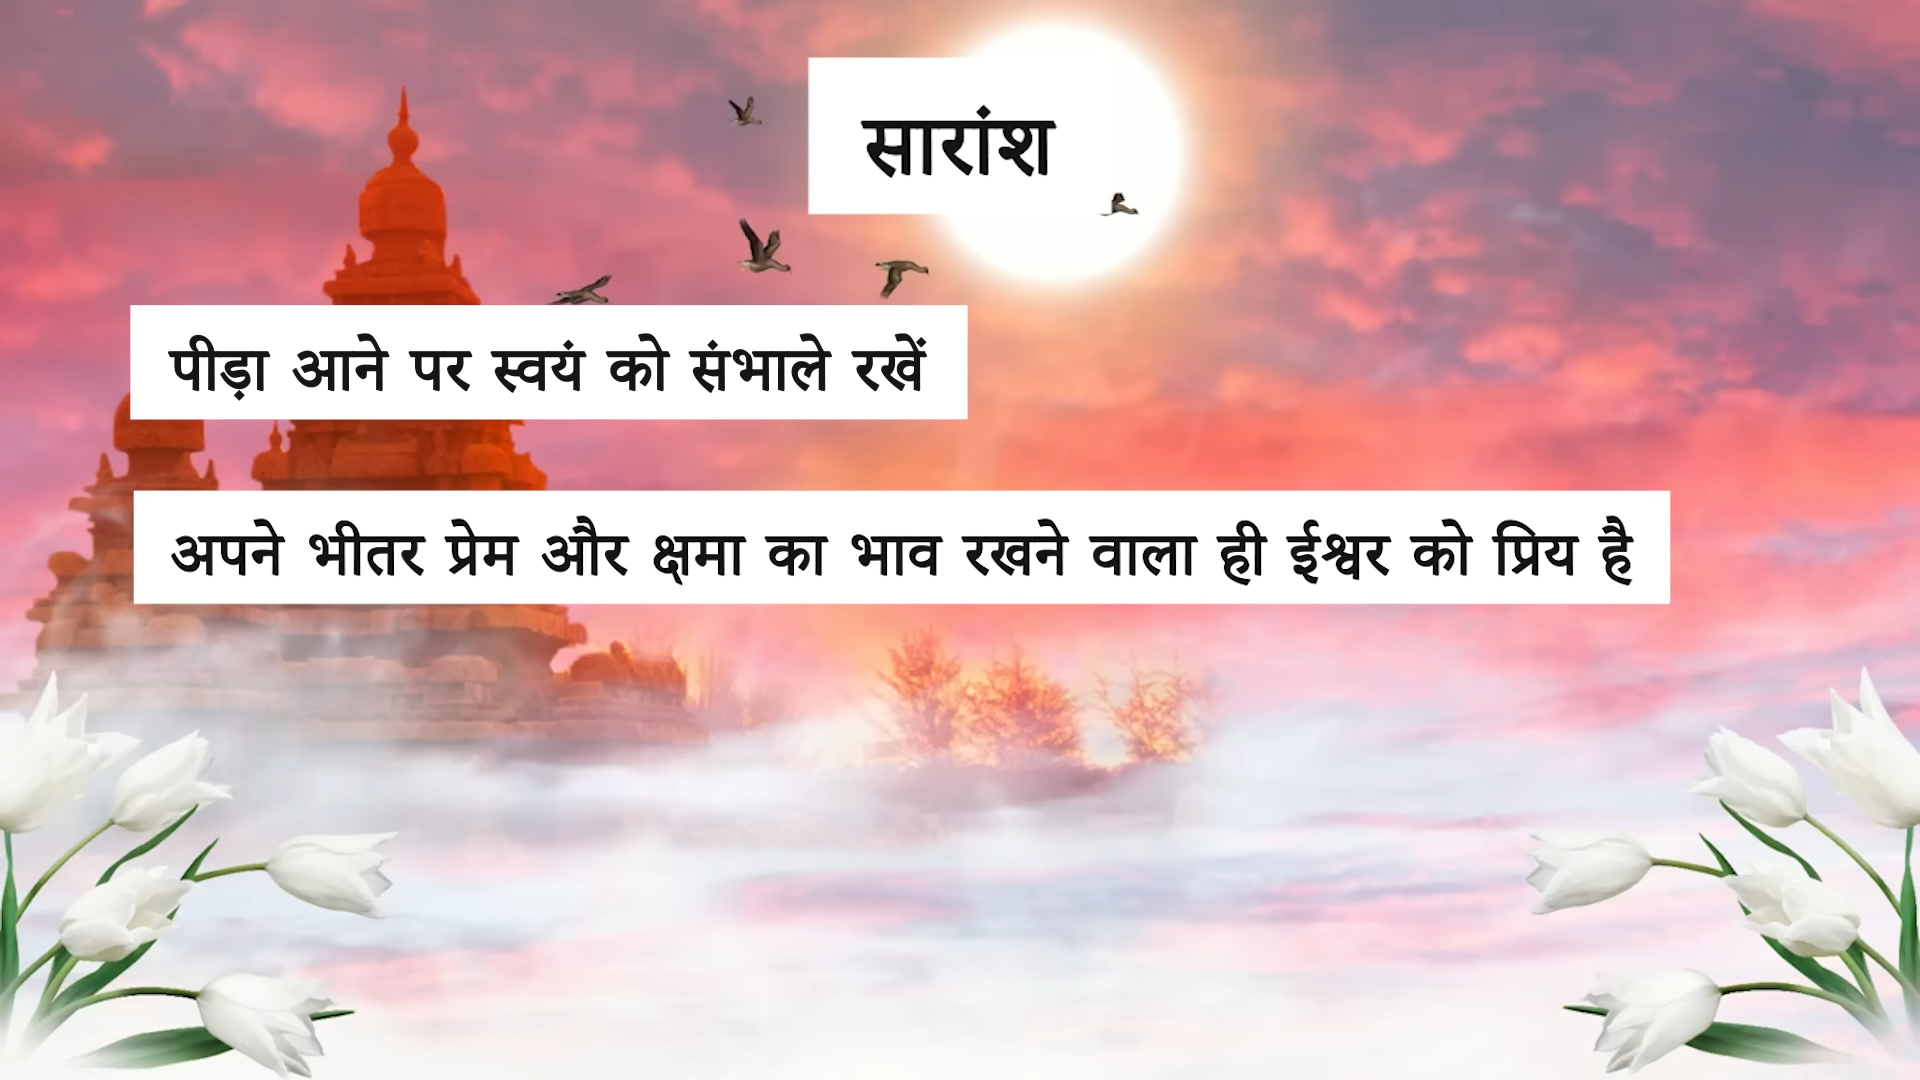 सारांश
पीड़ा आने पर स्वयं को संभाले रखें
अपने भीतर प्रेम और क्षमा का भाव रखने वाला ही ईश्वर को प्रिय है